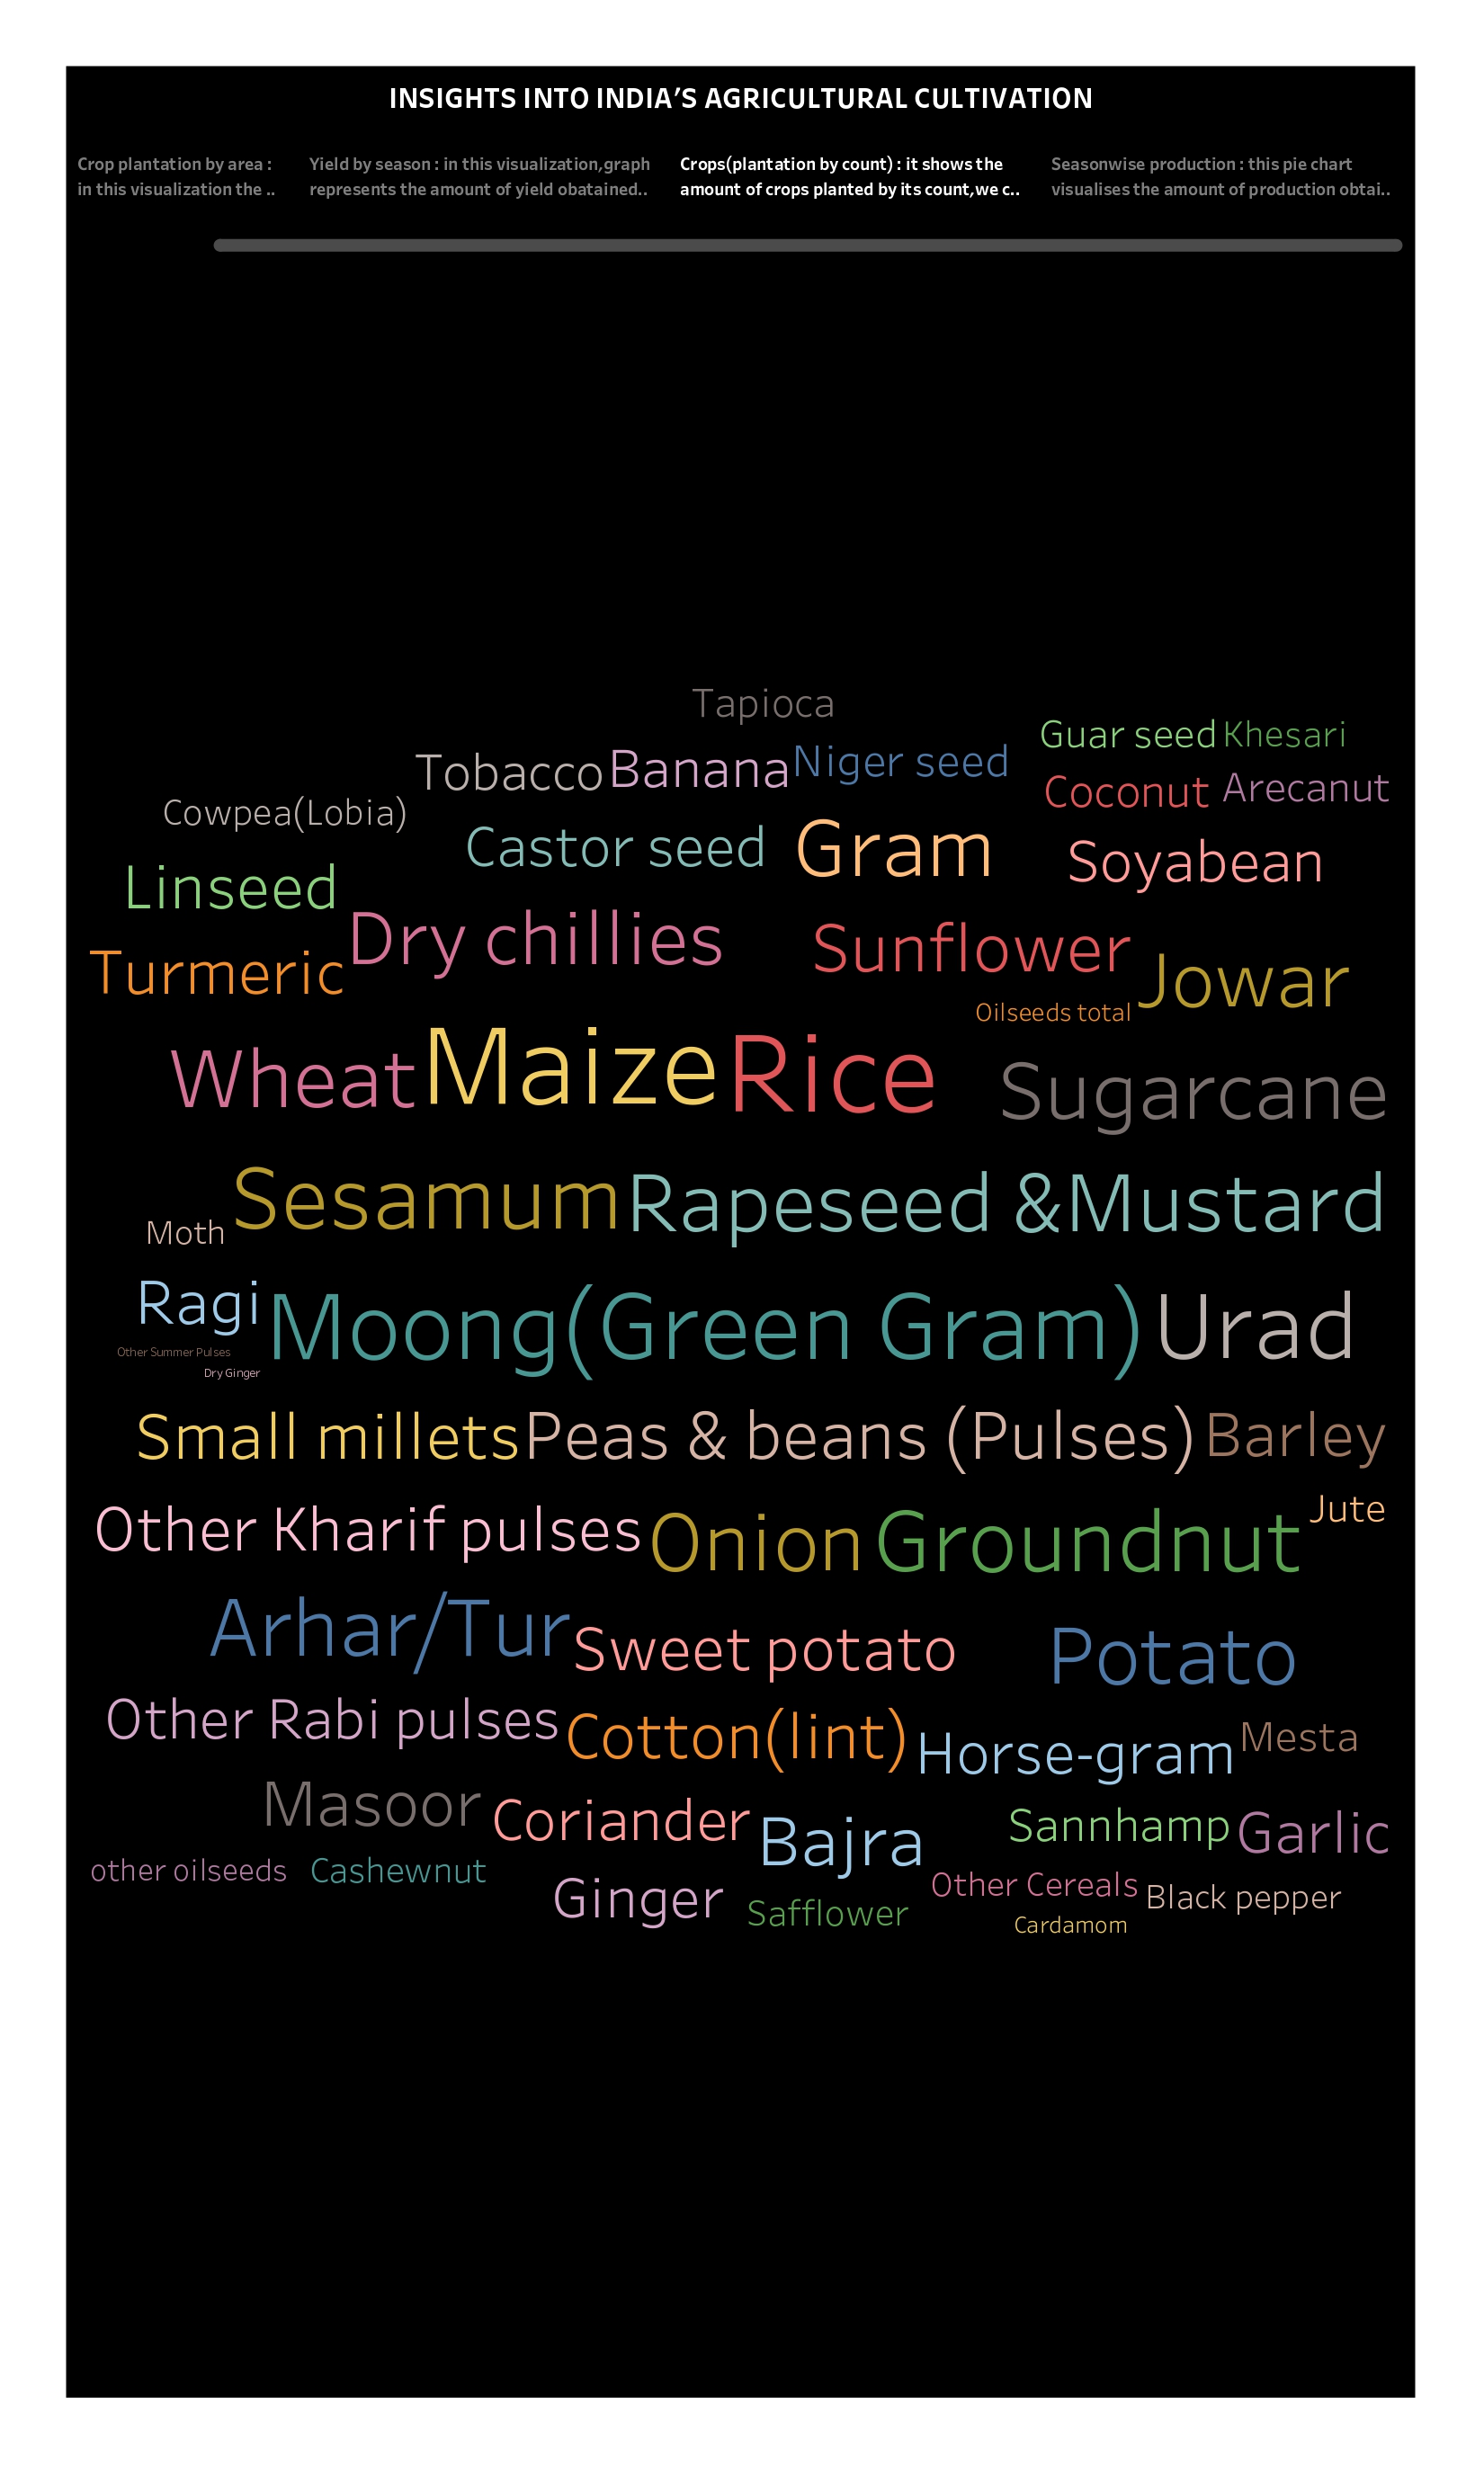 INSIGHTS INTO INDIA’S AGRICULTURAL CULTIVATION
Crop plantation by area :
in this visualization the ..
Yield by season : in this visualization,graph
represents the amount of yield obatained..
Crops(plantation by count) : it shows the
amount of crops planted by its count,we c..
Seasonwise production : this pie chart
visualises the amount of production obtai..
Tapioca
Guar seed Khesari
Tobacco Banana Niger seed
Coconut Arecanut
Cowpea(Lobia)
Castor seed Gram Soyabean
Linseed
Dry chillies Sunflower
Turmeric Jowar
Oilseeds total
Wheat Maize Rice Sugarcane
Sesamum Rapeseed &Mustard
Moth
Ragi Moong(Green Gram) Urad
Other Summer Pulses
Dry Ginger
Small millets Peas & beans (Pulses) Barley
Jute
Other Kharif pulses Onion Groundnut
Arhar/Tur Sweet potato Potato
Other Rabi pulses Cotton(lint) Horse-gram Mesta
Masoor Coriander Bajra Sannhamp Garlic
other oilseeds Cashewnut
Ginger Safflower Other Cereals Black pepper
Cardamom